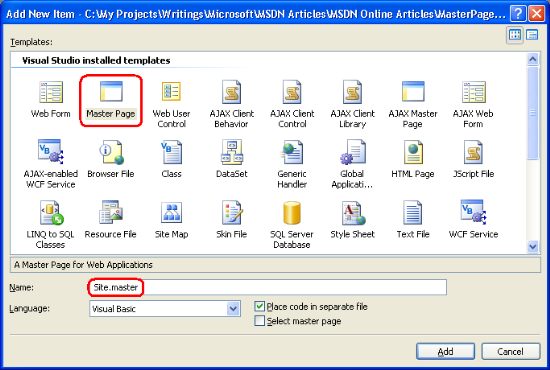 Add New Item - C:\My Projects\Writings\Microsoft\MSDN Articles\MSDN Online Articles\MasterPage...
Templates:
Visual Studio installed templates
Web Form
Master Page
Web User
Control
AJAX Client
Behavior
AJAX Client
Control
AJAX Client
Library
AJAX Master
Page
AJAX Web
Form
AJAX-enabled
WCF Service
Browser File
Class
DataSet
Generic
Handler
Global
Applicati...
HTML Page
JScript File
LINQ to SQL
Classes
Resource File
Site Map
Skin File
SQL Server
Database
Style Sheet
Text File
WCF Service
A Master Page for Web Applications
Name:
Site.master
Language:
Visual Basic
Place code in separate file
Select master page
Add
Cancel